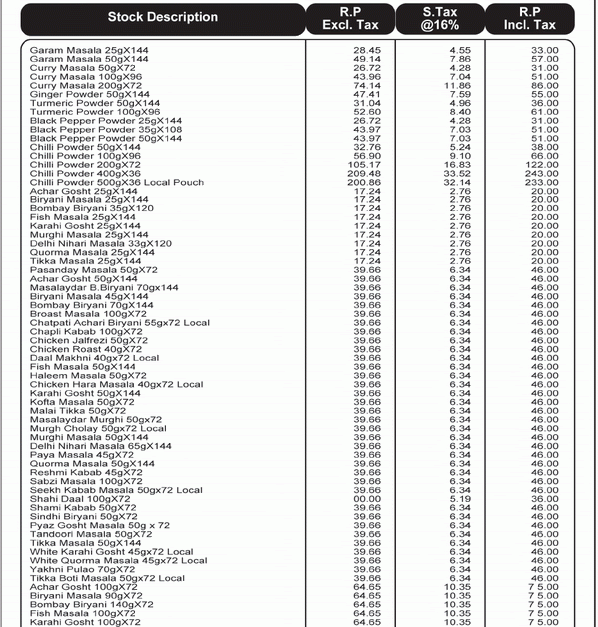 Stock Description R.P Excl. Tax S.Tax @16% R.P Incl. Tax
Garam Masala 25gX144 28.45 4.55 33.00
Garam Masala 50gX144 49.14 7.86 57.00
Curry Masala 50gX72 26.72 4.28 31.00
Curry Masala 100gX96 43.96 7.04 51.00
Curry Masala 200gX72 74.14 11.86 86.00
Ginger Powder 50gX144 47.41 7.59 55.00
Turmeric Powder 50gX144 31.04 4.96 36.00
Turmeric Powder 100gX96 52.60 8.40 61.00
Black Pepper Powder 25gX144 26.72 4.28 31.00
Black Pepper Powder 35gX108 43.97 7.03 51.00
Black Pepper Powder 50gX144 43.97 7.03 51.00
Chilli Powder 50gX144 32.76 5.24 38.00
Chilli Powder 100gX96 56.90 9.10 66.00
Chilli Powder 200gX72 105.17 16.83 122.00
Chilli Powder 400gX36 209.48 33.52 243.00
Chilli Powder 500gX36 Local Pouch 200.86 32.14 233.00
Achar Gosht 25gX144 17.24 2.76 20.00
Biryani Masala 25gX144 17.24 2.76 20.00
Bombay Biryani 35gX120 17.24 2.76 20.00
Fish Masala 25gX144 17.24 2.76 20.00
Karahi Gosht 25gX144 17.24 2.76 20.00
Murghi Masala 25gX144 17.24 2.76 20.00
Delhi Nihari Masala 33gX120 17.24 2.76 20.00
Quorma Masala 25gX144 17.24 2.76 20.00
Tikka Masala 25gX144 17.24 2.76 20.00
Pasanday Masala 50gX72 39.66 6.34 46.00
Achar Gosht 50gX144 39.66 6.34 46.00
Masalaydar B.Biryani 70gx144 39.66 6.34 46.00
Biryani Masala 45gX144 39.66 6.34 46.00
Bombay Biryani 70gX144 39.66 6.34 46.00
Broast Masala 100gX72 39.66 6.34 46.00
Chatpati Achari Biryani 55gx72 Local 39.66 6.34 46.00
Chapli Kabab 100gX72 39.66 6.34 46.00
Chicken Jalfrezi 50gX72 39.66 6.34 46.00
Chicken Roast 40gX72 39.66 6.34 46.00
Daal Makhni 40gx72 Local 39.66 6.34 46.00
Fish Masala 50gX144 39.66 6.34 46.00
Haleem Masala 50gX72 39.66 6.34 46.00
Chicken Hara Masala 40gx72 Local 39.66 6.34 46.00
Karahi Gosht 50gX144 39.66 6.34 46.00
Kofta Masala 50gX72 39.66 6.34 46.00
Malai Tikka 50gX72 39.66 6.34 46.00
Masalaydar Murghi 50gx72 39.66 6.34 46.00
Murgh Cholay 50gx72 Local 39.66 6.34 46.00
Murghi Masala 50gX144 39.66 6.34 46.00
Delhi Nihari Masala 65gX144 39.66 6.34 46.00
Paya Masala 45gX72 39.66 6.34 46.00
Quorma Masala 50gX144 39.66 6.34 46.00
Reshmi Kabab 45gX72 39.66 6.34 46.00
Sabzi Masala 100gX72 39.66 6.34 46.00
Seekh Kabab Masala 50gx72 Local 39.66 6.34 46.00
Shahi Daal 100gX72 00.00 5.19 36.00
Shami Kabab 50gX72 39.66 6.34 46.00
Sindhi Biryani 50gX72 39.66 6.34 46.00
Pyaz Gosht Masala 50g x 72 39.66 6.34 46.00
Tandoori Masala 50gX72 39.66 6.34 46.00
Tikka Masala 50gX144 39.66 6.34 46.00
White Karahi Gosht 45gx72 Local 39.66 6.34 46.00
White Quorma Masala 45gx72 Local 39.66 6.34 46.00
Yakhni Pulao 70gX72 39.66 6.34 46.00
Tikka Boti Masala 50gx72 Local 39.66 6.34 46.00
Achar Gosht 100gX72 64.65 10.35 7 5.00
Biryani Masala 90gX72 64.65 10.35 7 5.00
Bombay Biryani 140gX72 64.65 10.35 7 5.00
Fish Masala 100gX72 64.65 10.35 7 5.00
Karahi Gosht 100gX72 64.65 10.35 7 5.00